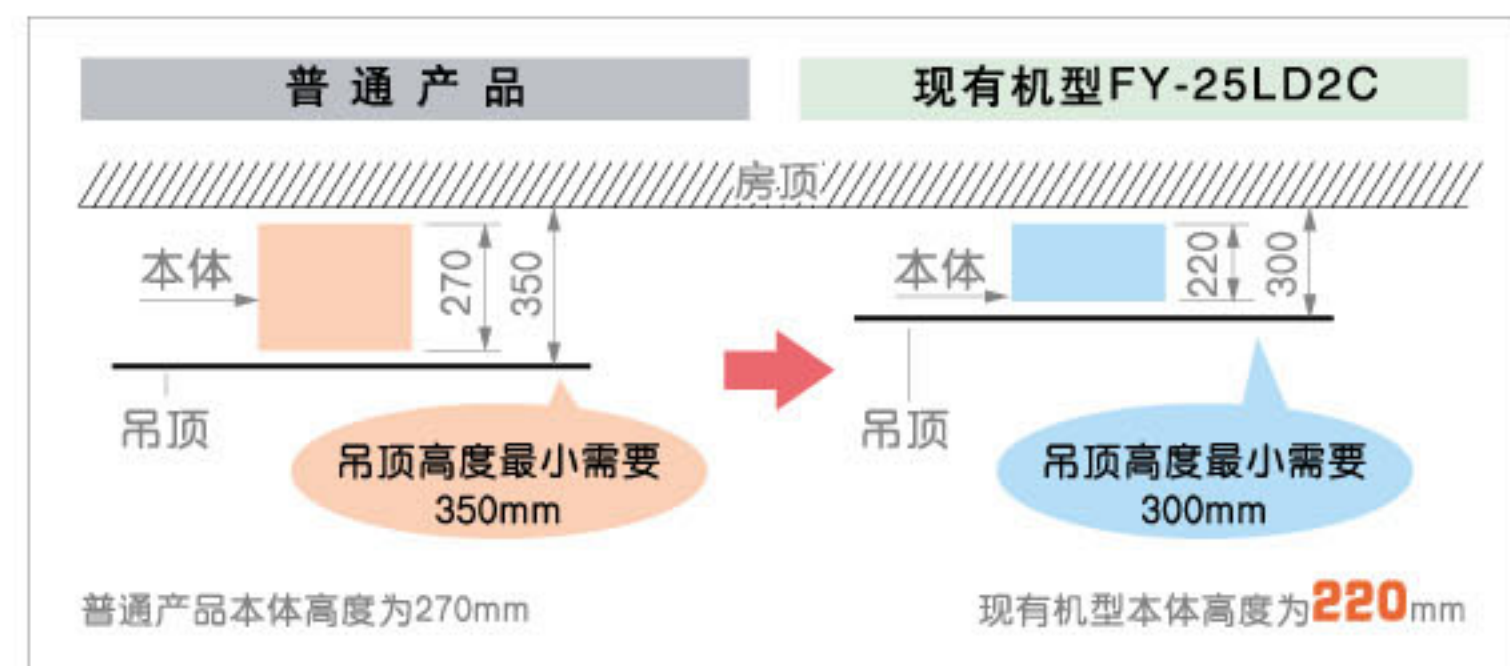 普通产品
现有机型FY-25LD2C
房顶
本体
270
350
本体
220
300
吊顶
吊顶
吊顶高度最小需要
350mm
吊顶高度最小需要
300mm
普通产品本体高度为270mm
现有机型本体高度为220mm